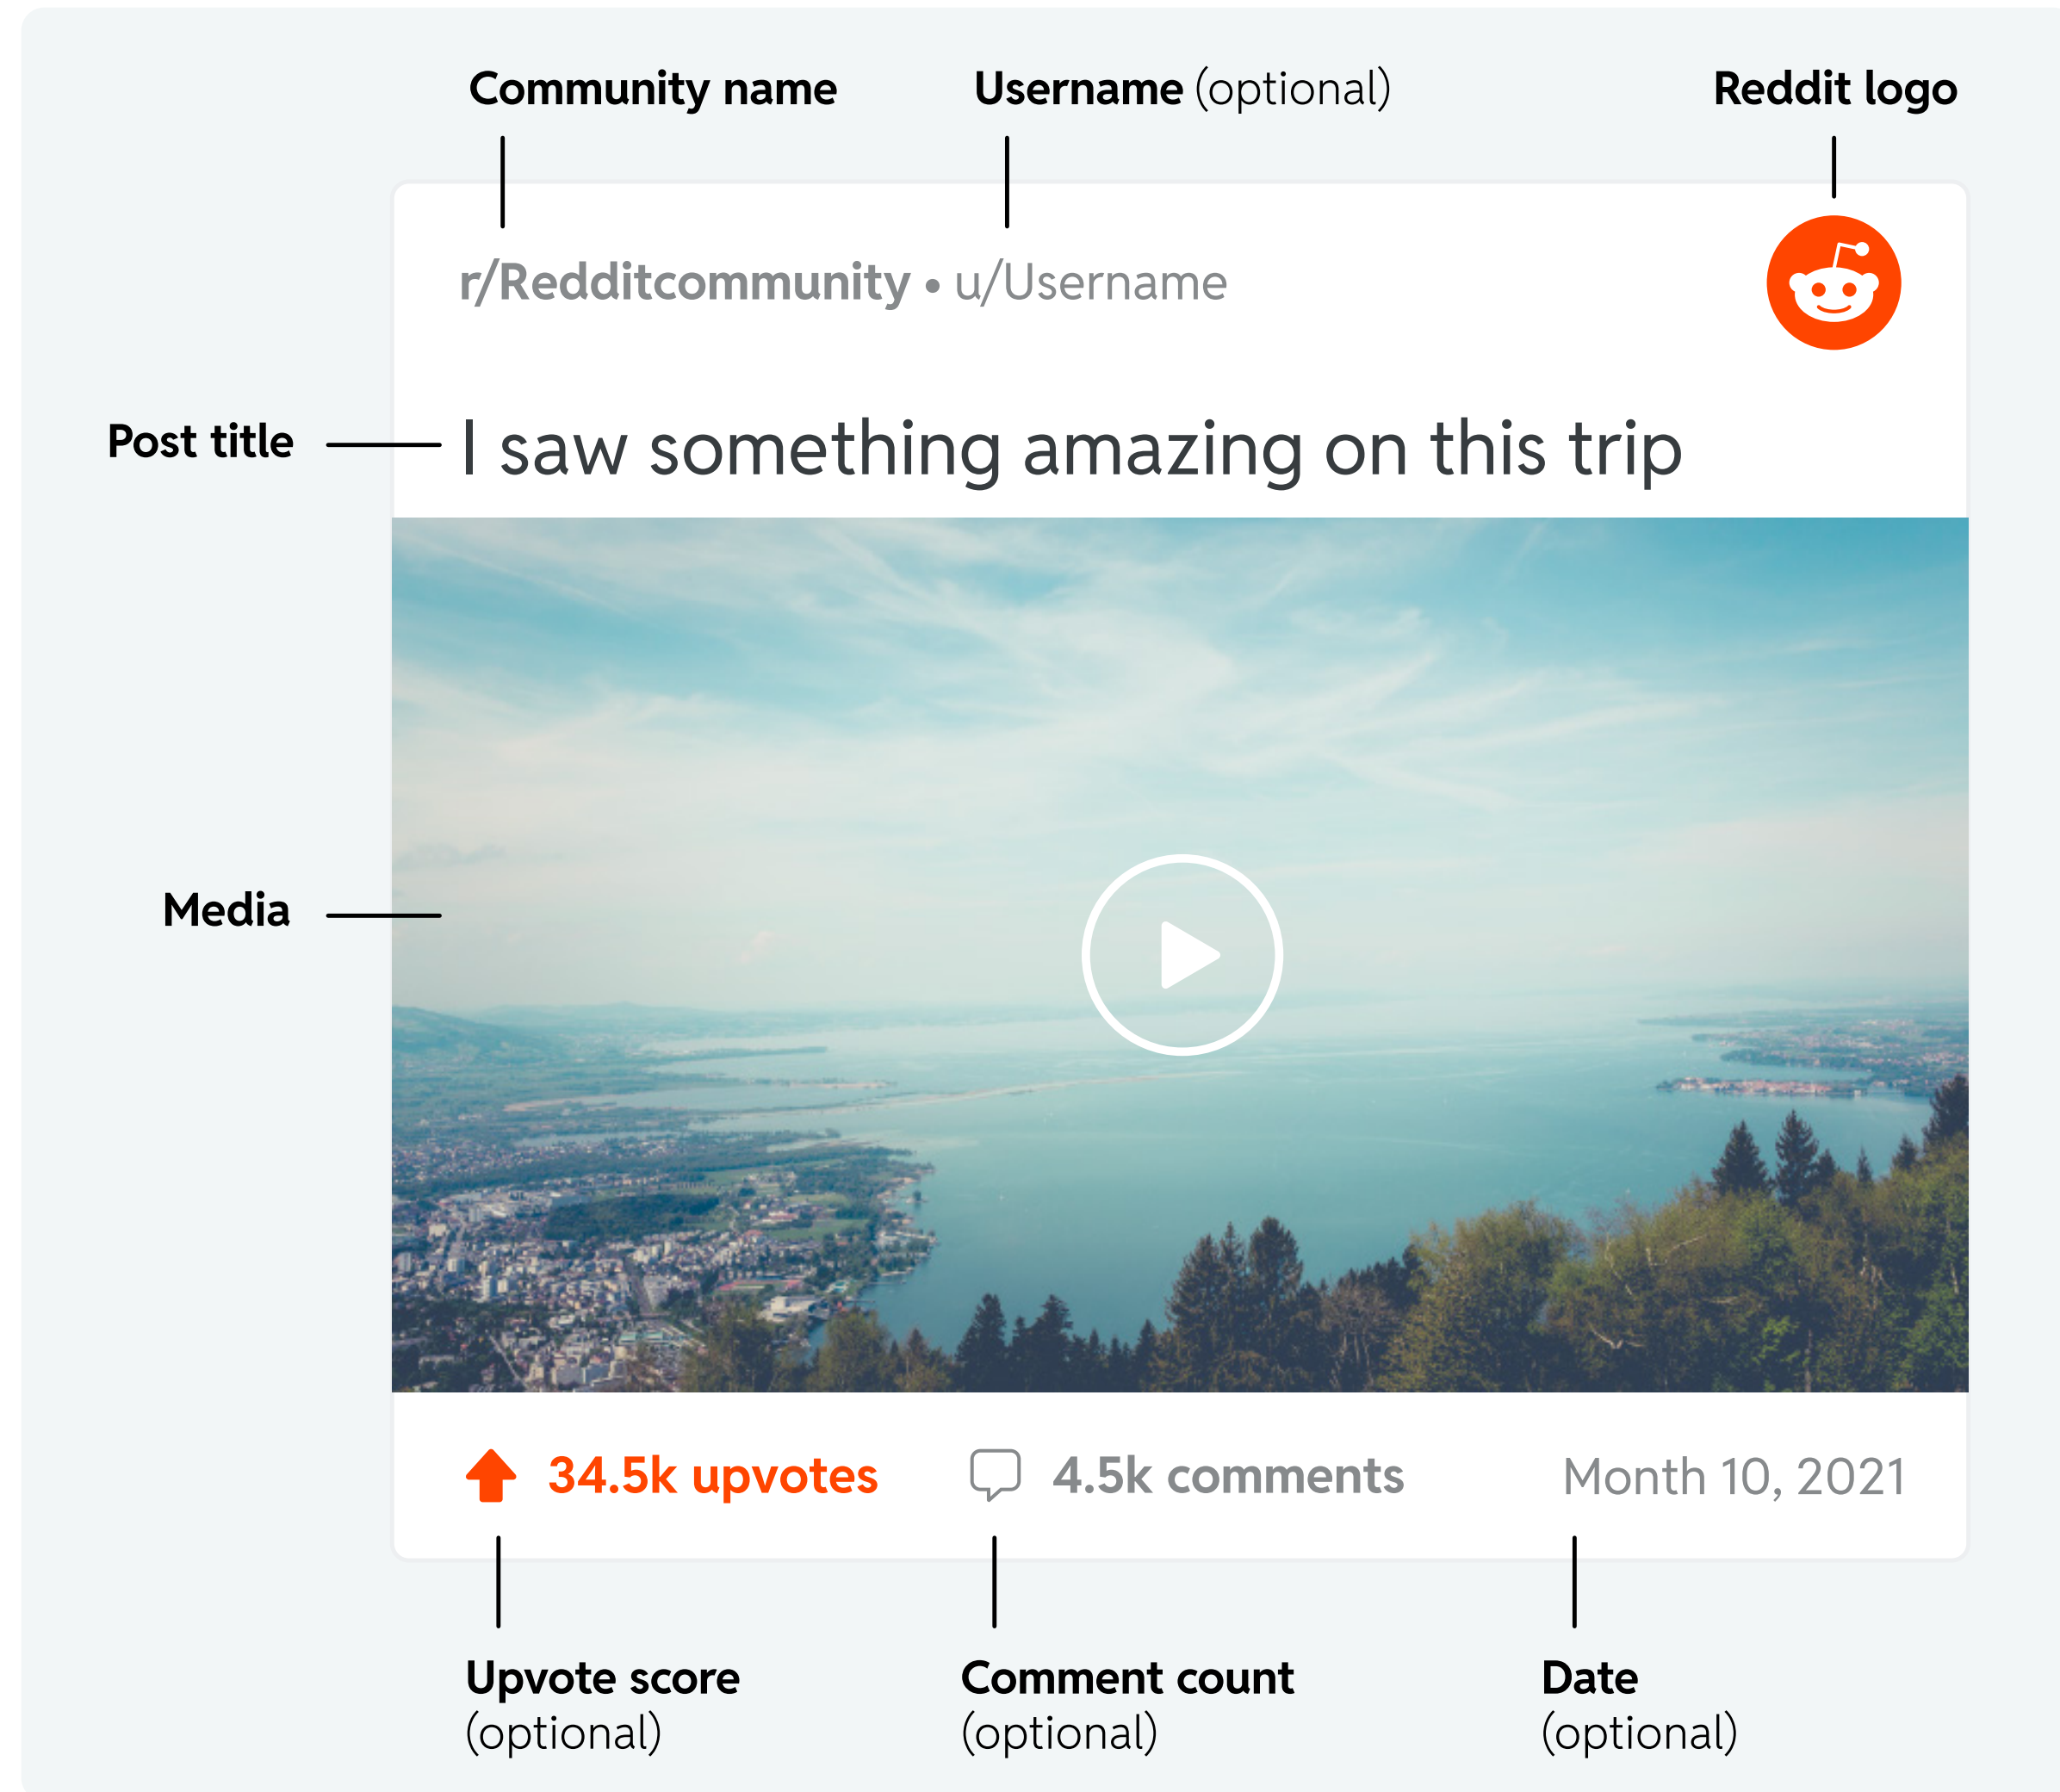 Community name
Username (optional)
Reddit logo
r/Redditcommunity • u/Username
Post title
I saw something amazing on this trip
Media
34.5k upvotes
4.5k comments
Month 10, 2021
Upvote score
(optional)
Comment count
(optional)
Date
(optional)